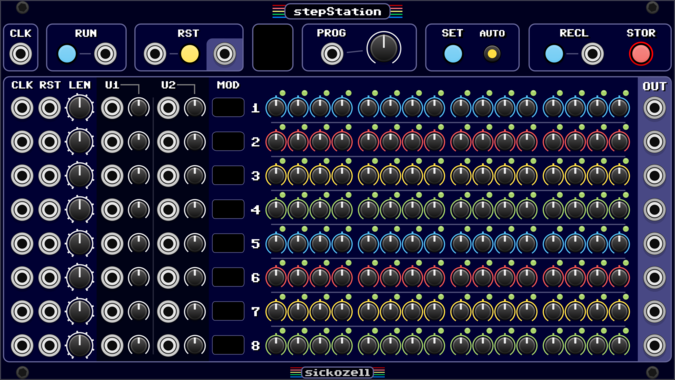 stepStation
CLK RUN RST PROG SET AUTO RECL STOR
CLK RST LEN U1 U2 MOD OUT
1
2
3
4
5
6
7
8
sickozell